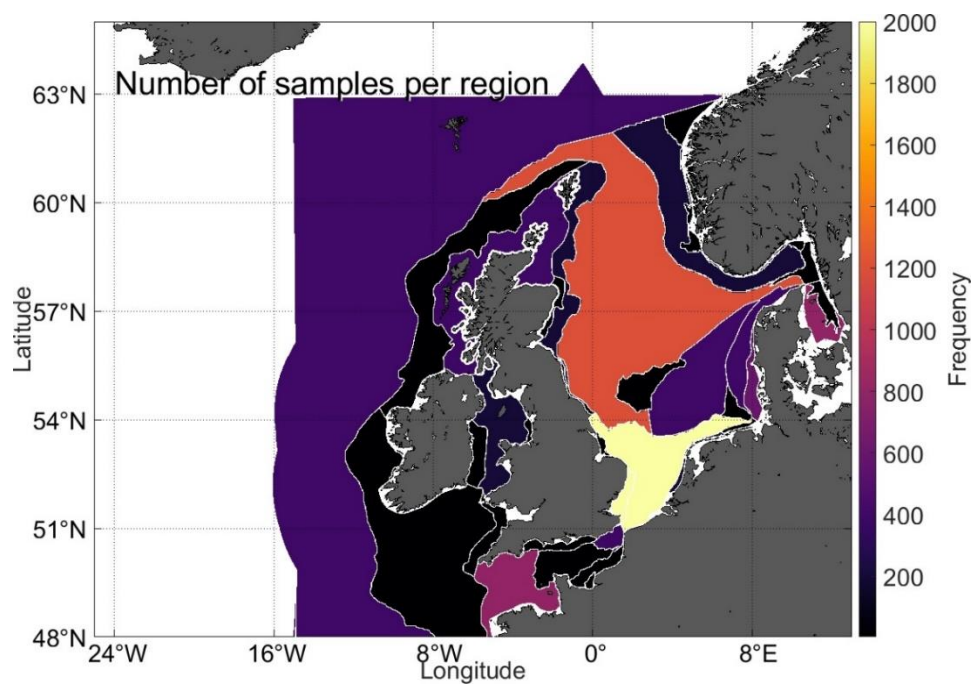 Number of samples per region
63°N
60°N
57°N
54°N
51°N
48°N
Latitude
24°W
16°W
8°W
0°
8°E
Longitude
2000
1800
1600
1400
1200
1000
800
600
400
200
Frequency